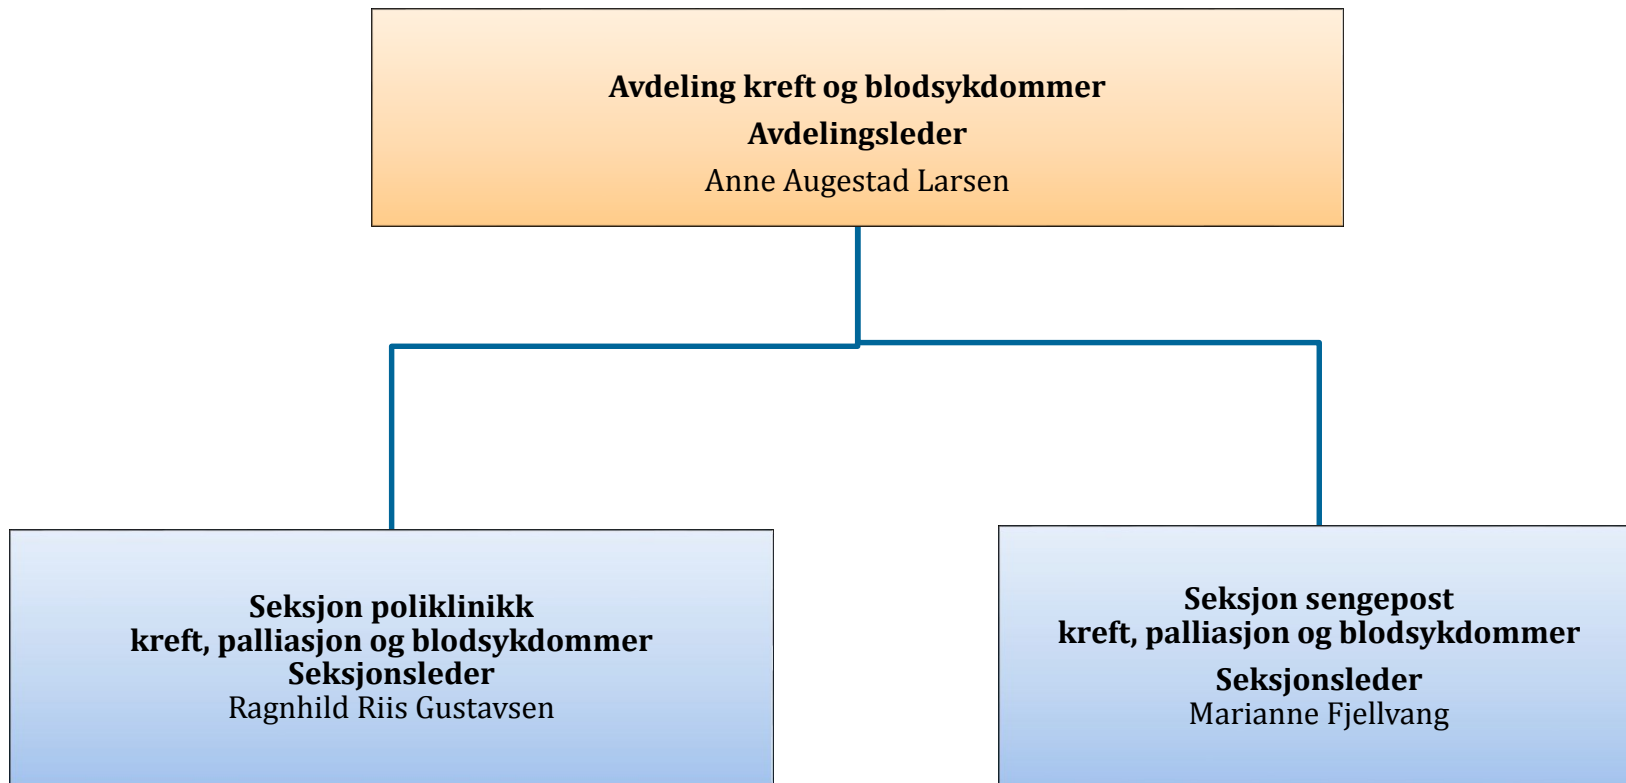 Avdeling kreft og blodsykdommer
Avdelingsleder
Anne Augestad Larsen
Seksjon poliklinikk
kreft, palliasjon og blodsykdommer
Seksjonsleder
Ragnhild Riis Gustavsen
Seksjon sengepost
kreft, palliasjon og blodsykdommer
Seksjonsleder
Marianne Fjellvang